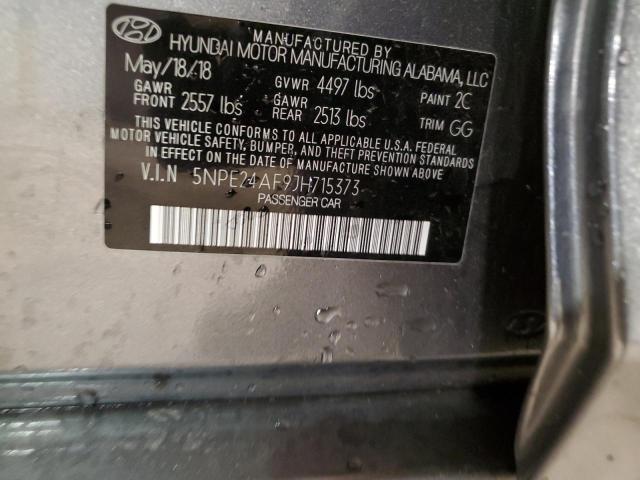 MANUFACTURED BY
HYUNDAI MOTOR MANUFACTURING ALABAMA, LLC
May/18/18 GVWR 4497 lbs PAINT 2C
GAWR FRONT 2557 lbs GAWR REAR 2513 lbs TRIM GG
THIS VEHICLE CONFORMS TO ALL APPLICABLE U.S.A. FEDERAL
MOTOR VEHICLE SAFETY, BUMPER, AND THEFT PREVENTION STANDARDS
IN EFFECT ON THE DATE OF MANUFACTURE SHOWN ABOVE.
V.I.N 5NPE24AF9JH715373
PASSENGER CAR